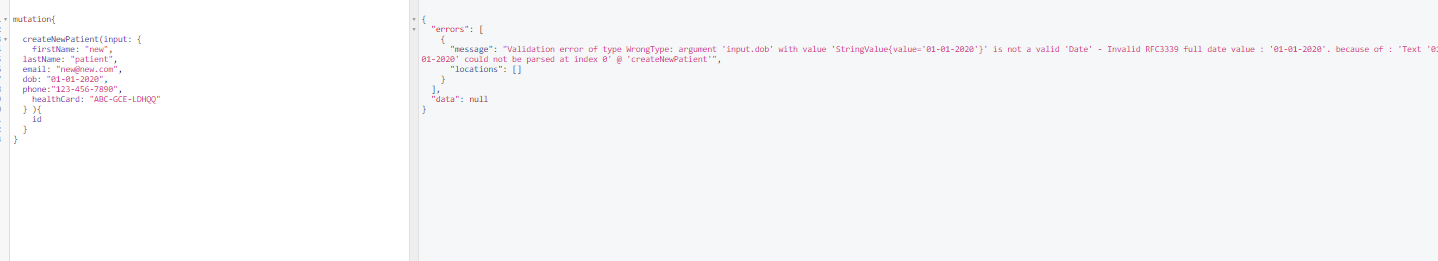 mutation{
createNewPatient(input: {
firstName: "new",
lastName: "patient",
email: "new@new.com",
dob: "01-01-2020",
phone:"123-456-7890",
healthCard: "ABC-GCE-LDHQQ"
} ){
id
}
}
{
"errors": [
{
"message": "Validation error of type WrongType: argument 'input.dob' with value 'StringValue{value='01-01-2020'}' is not a valid 'Date' - Invalid RFC3339 full date value : '01-01-2020'. because of : 'Text '01
01-2020' could not be parsed at index 0' @ 'createNewPatient'",
"locations": []
}
],
"data": null
}